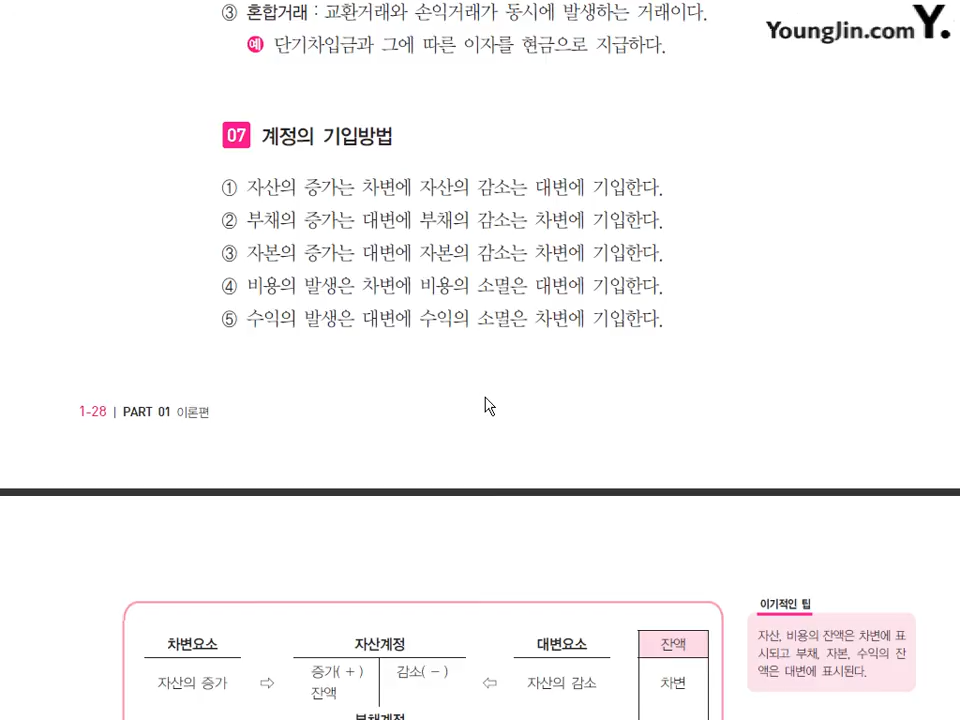 ③ 혼합거래 : 교환거래와 손익거래가 동시에 발생하는 거래이다.
예 단기차입금과 그에 따른 이자를 현금으로 지급하다.
YoungJin.com Y.
07 계정의 기입방법
① 자산의 증가는 차변에 자산의 감소는 대변에 기입한다.
② 부채의 증가는 대변에 부채의 감소는 차변에 기입한다.
③ 자본의 증가는 대변에 자본의 감소는 차변에 기입한다.
④ 비용의 발생은 차변에 비용의 소멸은 대변에 기입한다.
⑤ 수익의 발생은 대변에 수익의 소멸은 차변에 기입한다.
1-28 | PART 01 이론편
차변요소 자산계정 대변요소 잔액
자산의 증가 ⇨ 증가( + ) 감소( - ) ⇦ 자산의 감소 차변
잔액
부채계정
이기적인 팁
자산, 비용의 잔액은 차변에 표
시되고 부채, 자본, 수익의 잔
액은 대변에 표시된다.